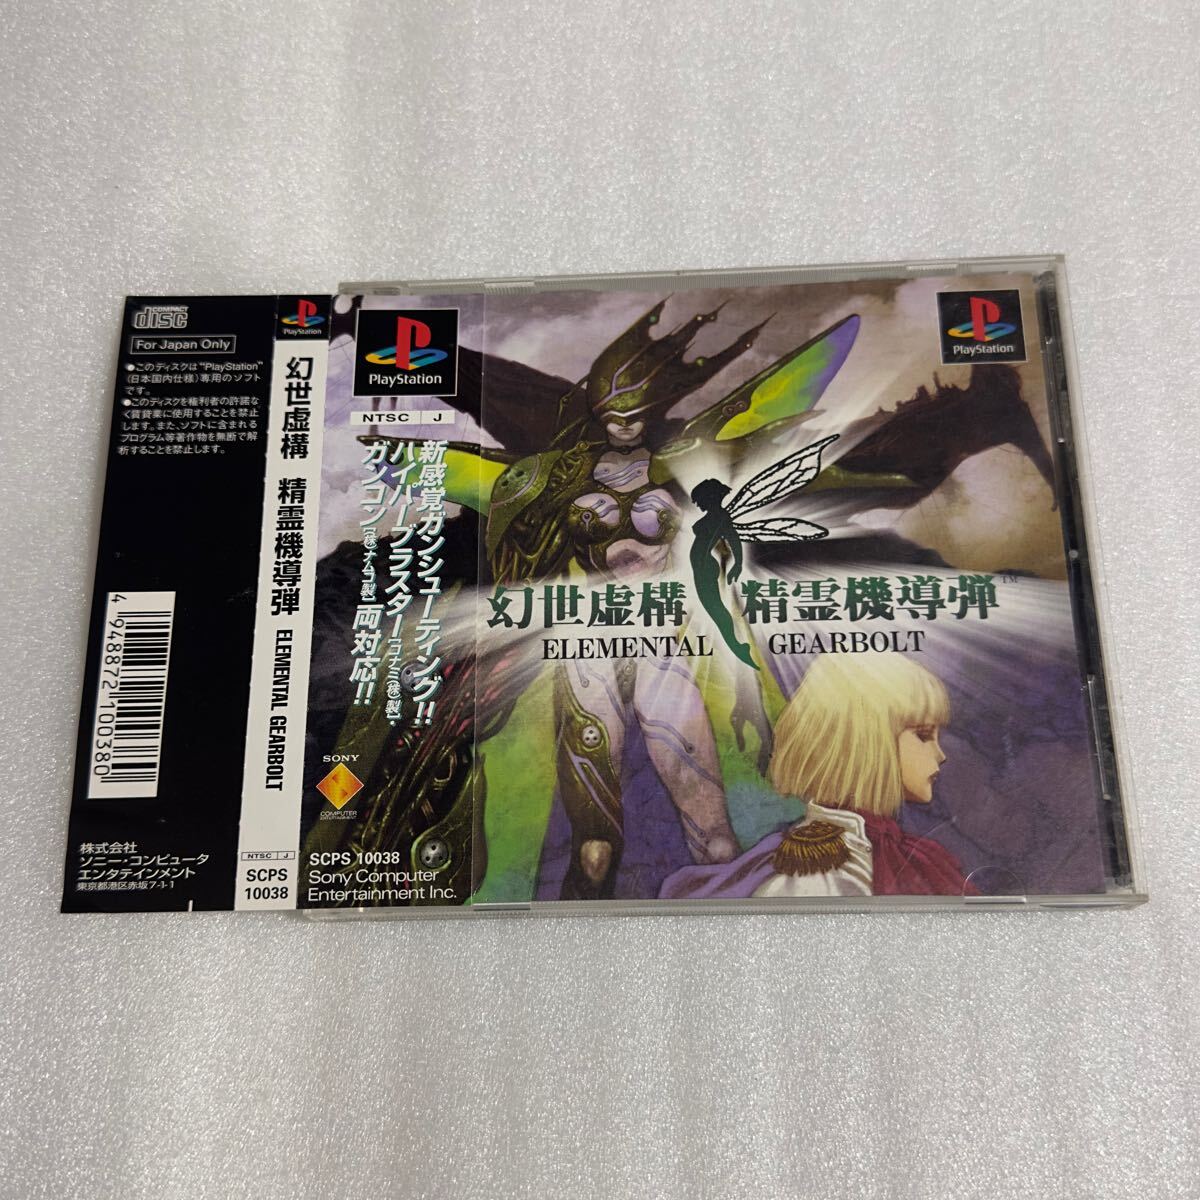 COMPACT
disc
For Japan Only
●このディスクは"PlayStation"
(日本国内仕様)専用のソフト
です。
●このディスクを権利者の許諾な
く賃貸業に使用することを禁止
します。また、ソフトに含まれる
プログラム等著作物を無断で解
析することを禁止します。
4 948872 100380
株式会社
ソニー・コンピュータ
エンタテインメント
東京都港区赤坂7-1-1
PlayStation
幻世虚構 精霊機導弾
ELEMENTAL GEARBOLT
NTSC J
SCPS
10038
PlayStation
NTSC J
新感覚ガンシューティング!!
ハイパーブラスター[コナミ(株)製]・
ガンコン[(株)ナムコ製]両対応!!
SONY
COMPUTER
ENTERTAINMENT
SCPS 10038
Sony Computer
Entertainment Inc.
PlayStation
幻世虚構 精霊機導弾™
ELEMENTAL GEARBOLT